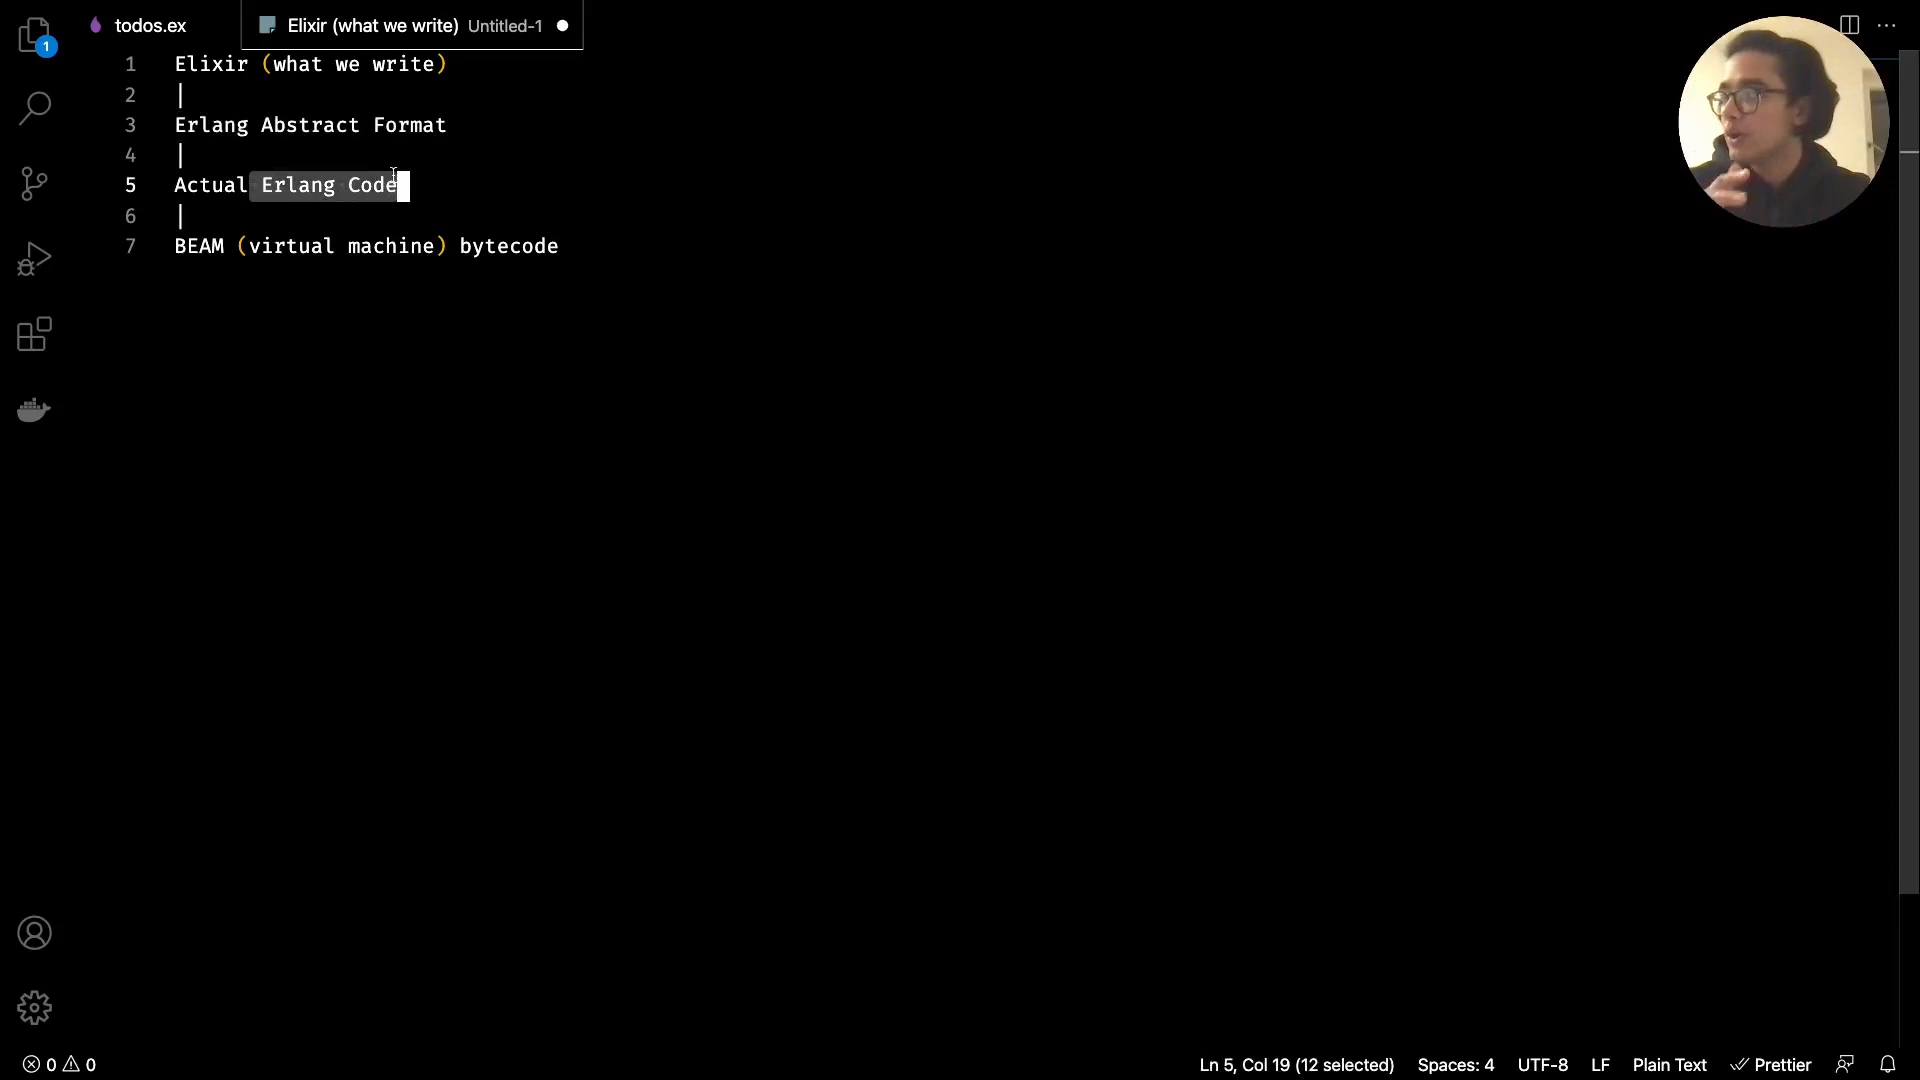 todos.ex
Elixir (what we write) Untitled-1
1
1 Elixir (what we write)
2 |
3 Erlang Abstract Format
4 |
5 Actual Erlang Code
6 |
7 BEAM (virtual machine) bytecode
0 0
Ln 5, Col 19 (12 selected) Spaces: 4 UTF-8 LF Plain Text Prettier